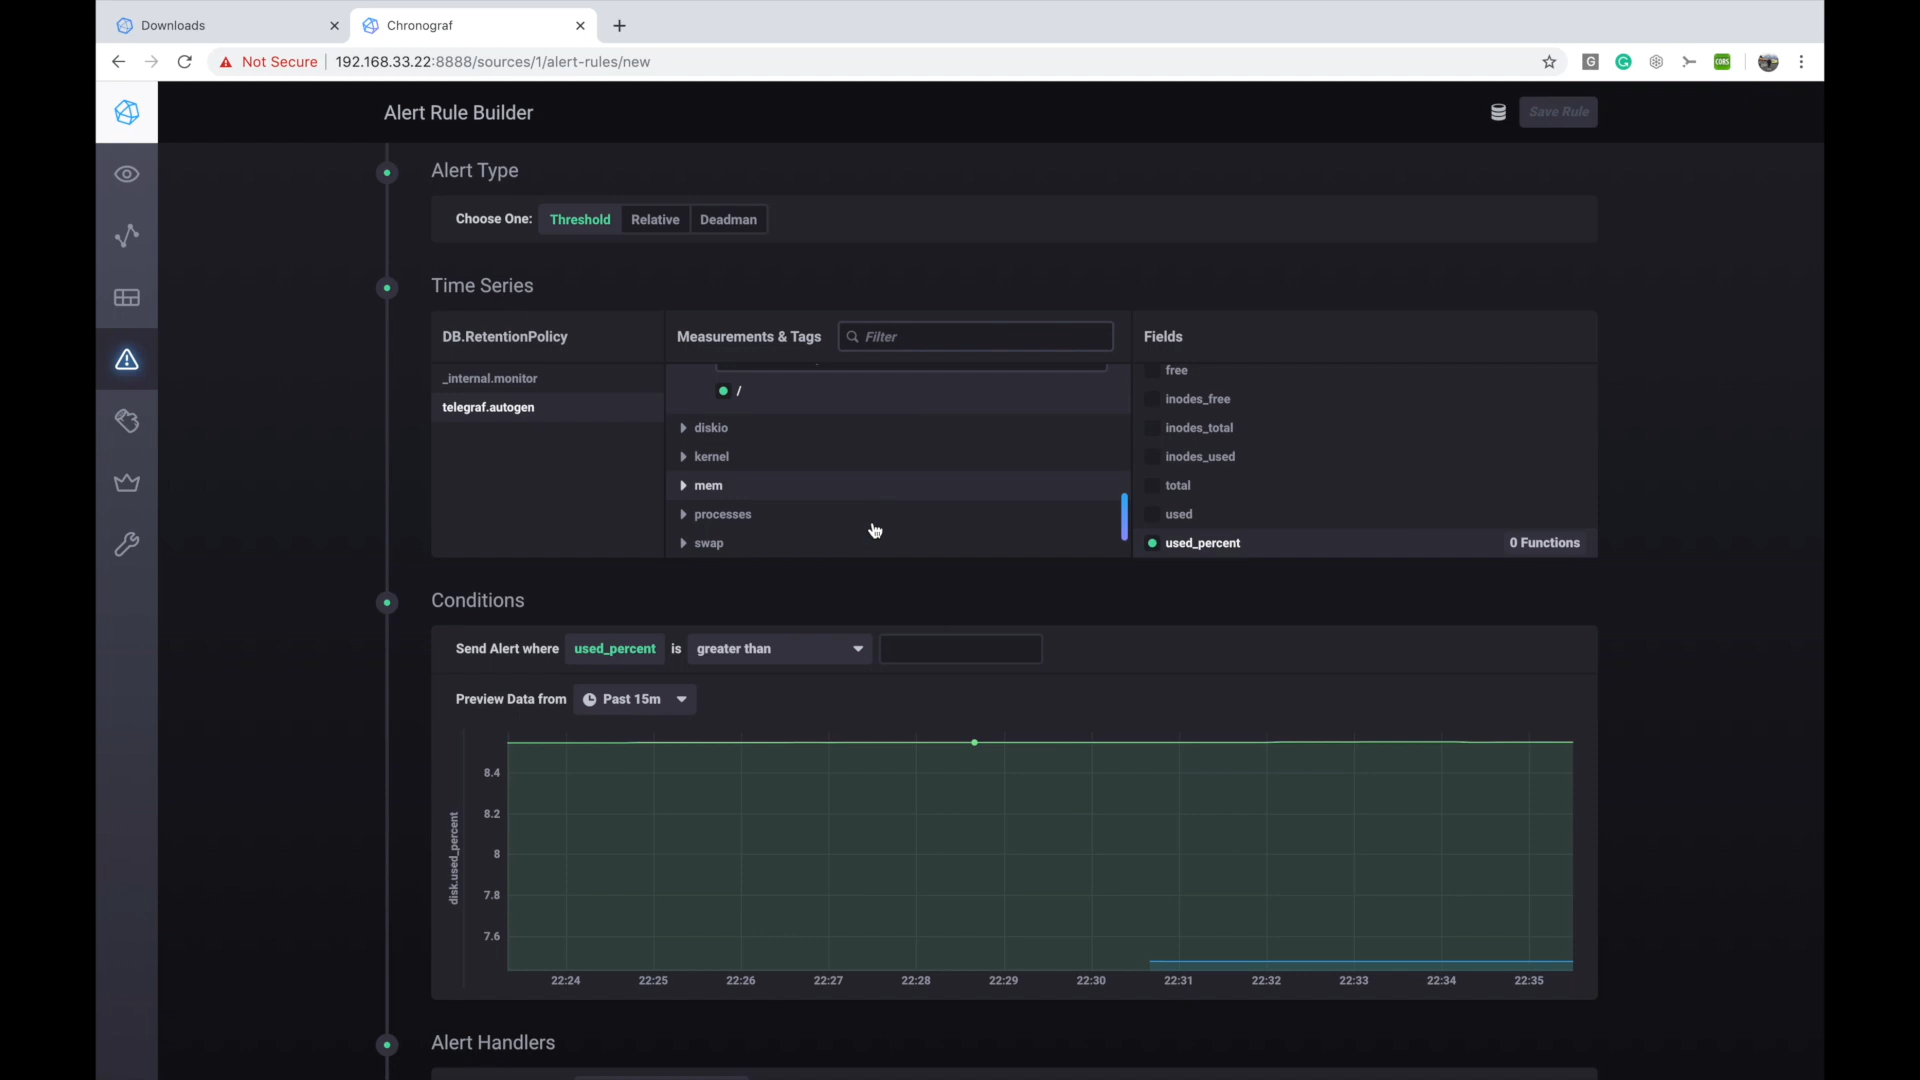 Downloads
Chronograf
Not Secure
192.168.33.22:8888/sources/1/alert-rules/new
G
CORS
Alert Rule Builder
Save Rule
Alert Type
Choose One:
Threshold
Relative
Deadman
Time Series
DB.RetentionPolicy
Measurements & Tags
Filter
Fields
_internal.monitor
telegraf.autogen
/
diskio
kernel
mem
processes
swap
free
inodes_free
inodes_total
inodes_used
total
used
used_percent
0 Functions
Conditions
Send Alert where used_percent is greater than
Preview Data from Past 15m
disk.used_percent
8.4
8.2
8
7.8
7.6
22:24 22:25 22:26 22:27 22:28 22:29 22:30 22:31 22:32 22:33 22:34 22:35
Alert Handlers